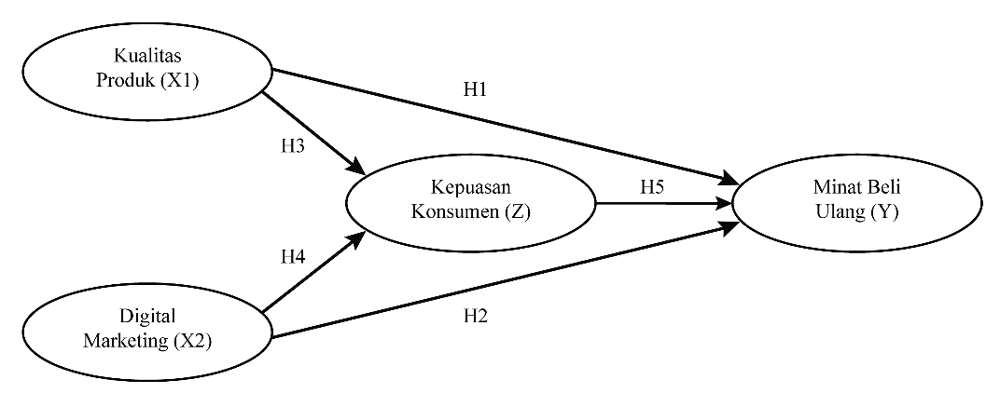 Kualitas
Produk (X1)
H1
H3
Kepuasan
Konsumen (Z)
H5
Minat Beli
Ulang (Y)
H4
Digital
Marketing (X2)
H2